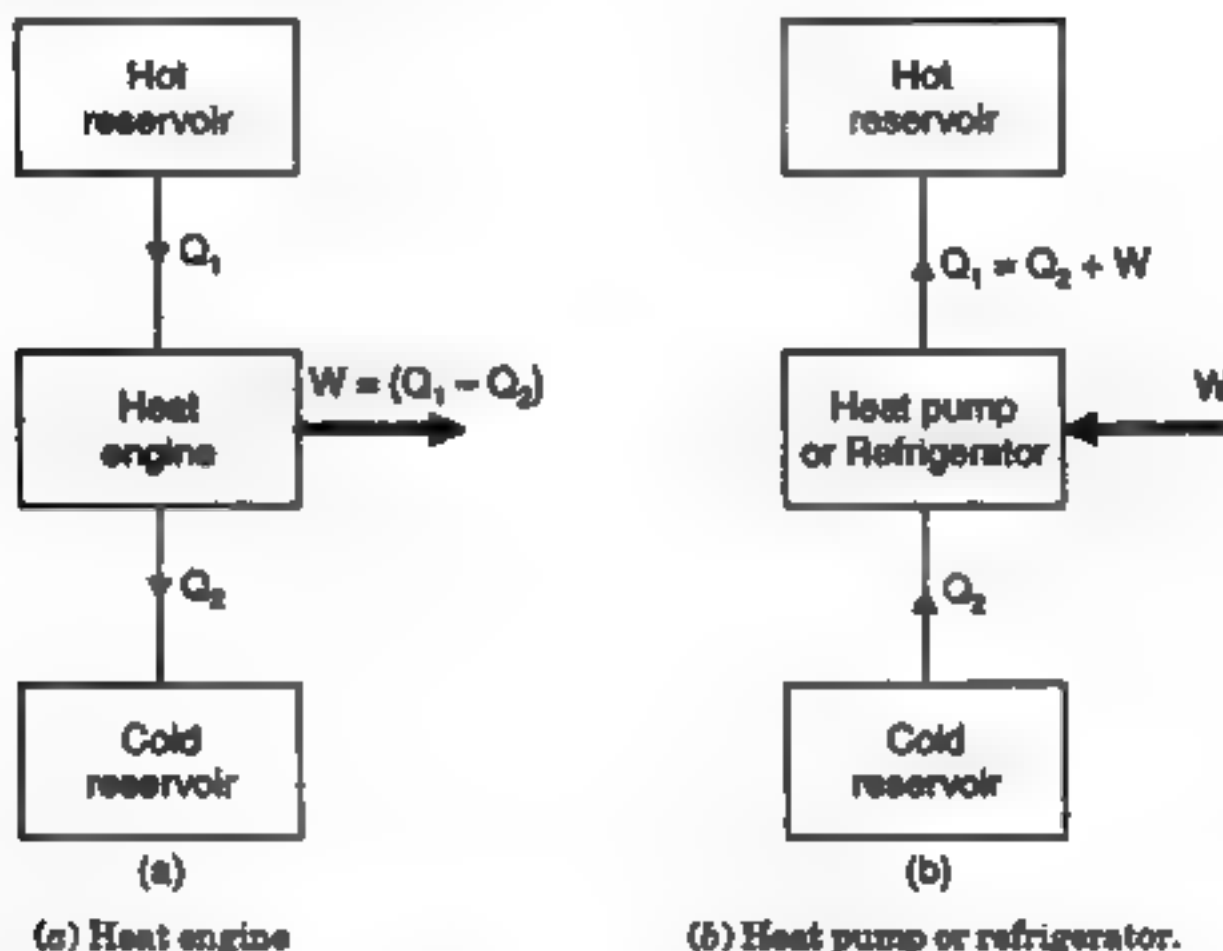 Hot
reservoir
Q₁
Heat
engine
W = (Q₁ – Q₂)
Q₂
Cold
reservoir
(a)
(a) Heat engine
Hot
reservoir
Q₁ = Q₂ + W
Heat pump
or Refrigerator
W
Q₂
Cold
reservoir
(b)
(b) Heat pump or refrigerator.